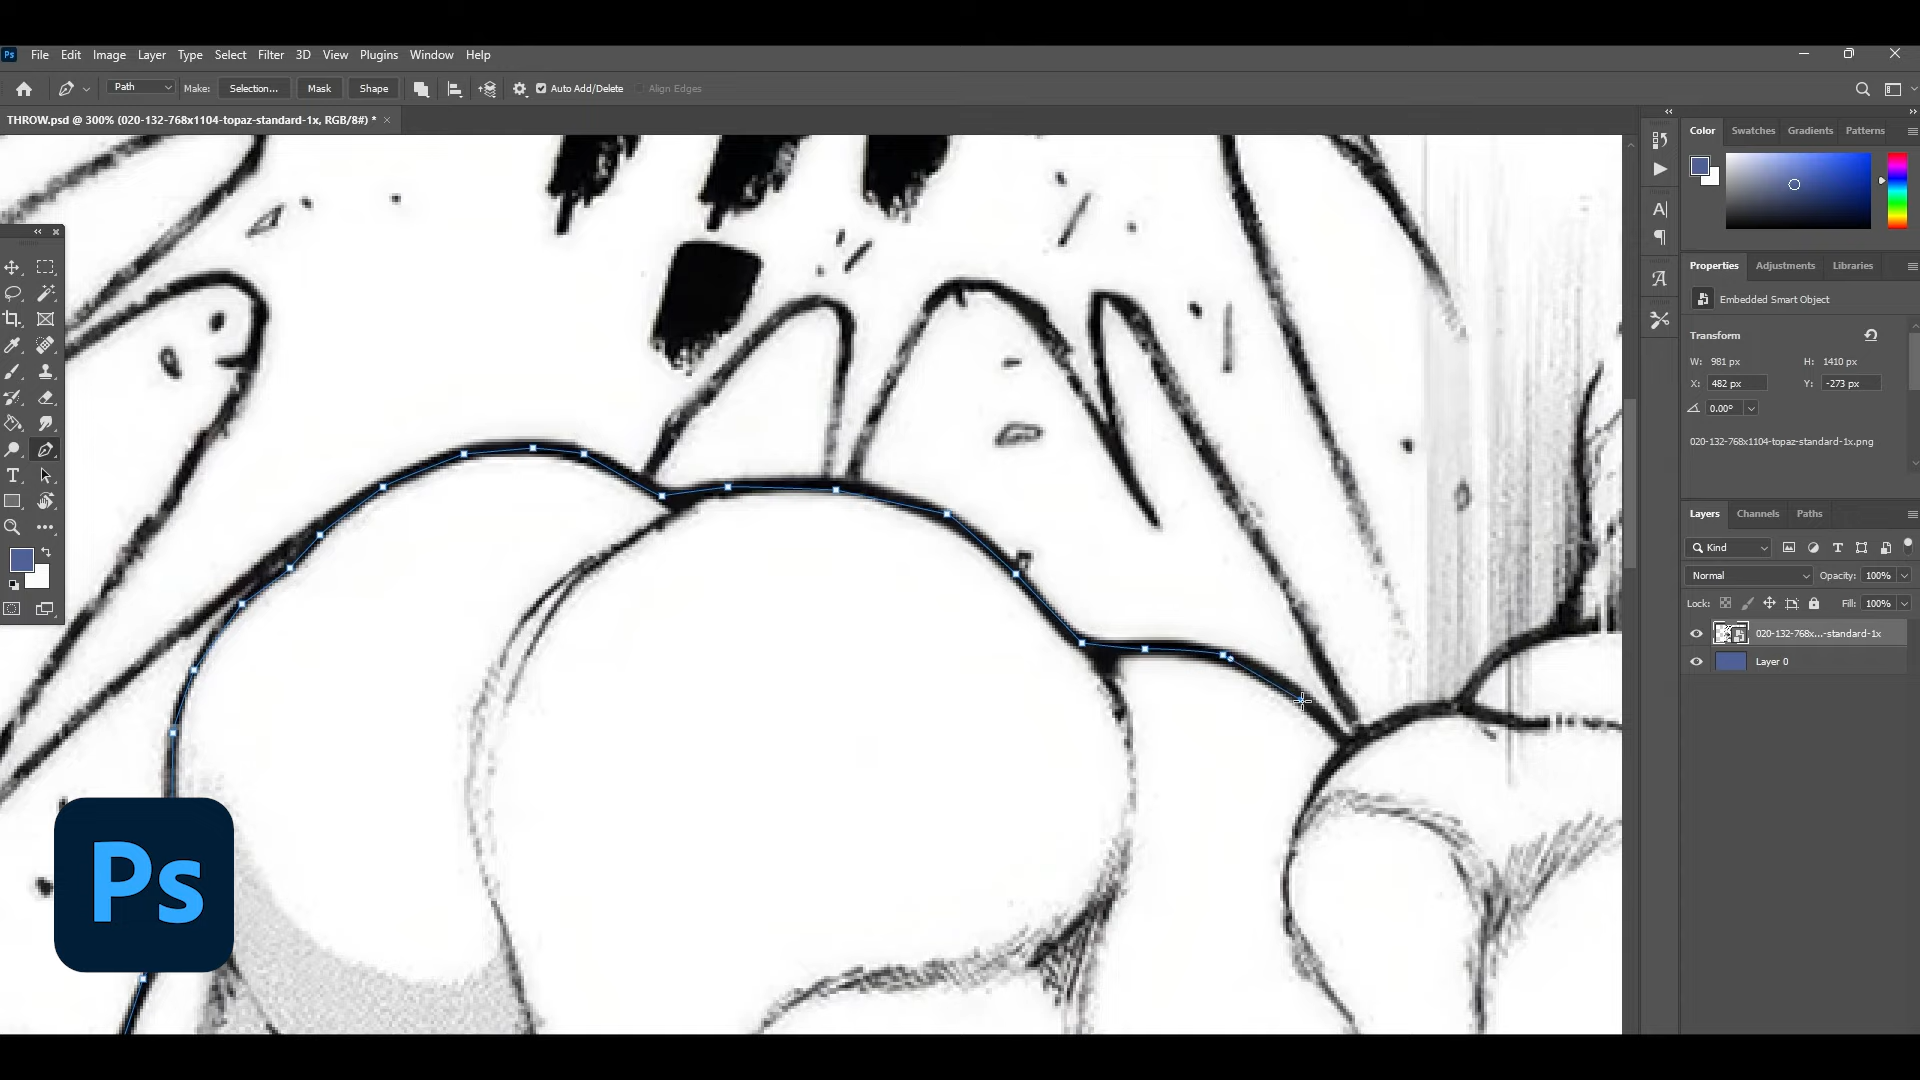 Ps File Edit Image Layer Type Select Filter 3D View Plugins Window Help
Path Make: Selection... Mask Shape Auto Add/Delete Align Edges
THROW.psd @ 300% (020-132-768x1104-topaz-standard-1x, RGB/8#) *
Color Swatches Gradients Patterns
Properties Adjustments Libraries
Embedded Smart Object
Transform
W: 981 px H: 1410 px
X: 482 px Y: -273 px
0.00°
020-132-768x1104-topaz-standard-1x.png
Layers Channels Paths
Kind
Normal Opacity: 100%
Lock: Fill: 100%
020-132-768x...-standard-1x
Layer 0
Ps